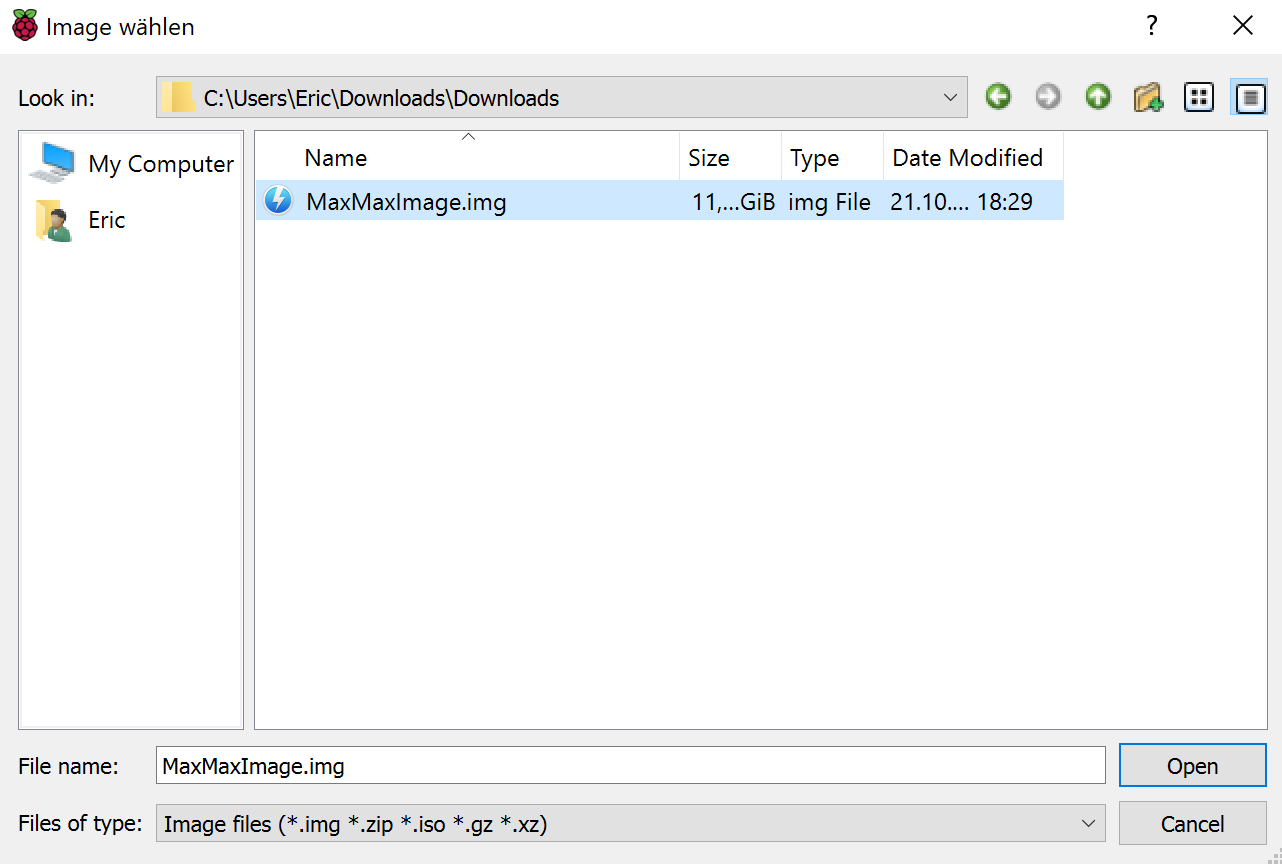 Image wählen
?
Look in: C:\Users\Eric\Downloads\Downloads
My Computer
Eric
Name Size Type Date Modified
MaxMaxImage.img 11,...GiB img File 21.10.... 18:29
File name: MaxMaxImage.img Open
Files of type: Image files (*.img *.zip *.iso *.gz *.xz) Cancel